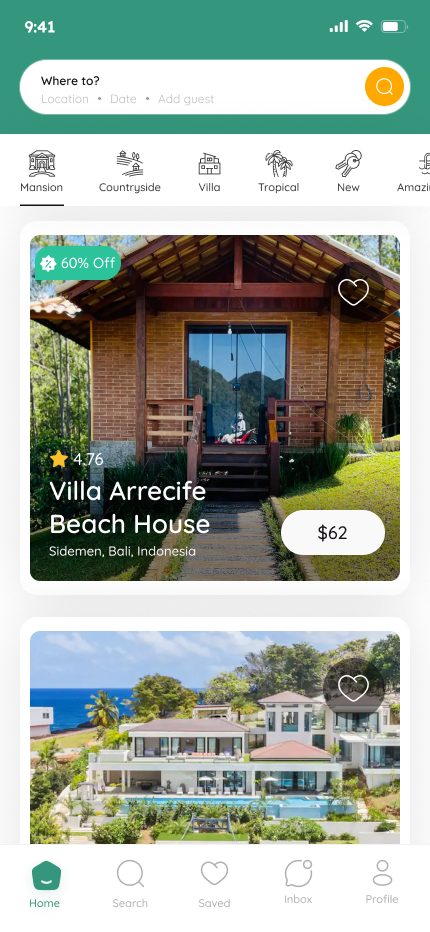 9:41
Where to?
Location • Date • Add guest
Mansion Countryside Villa Tropical New Amazi
60% Off
4.76
Villa Arrecife
Beach House
Sidemen, Bali, Indonesia
$62
Home Search Saved Inbox Profile